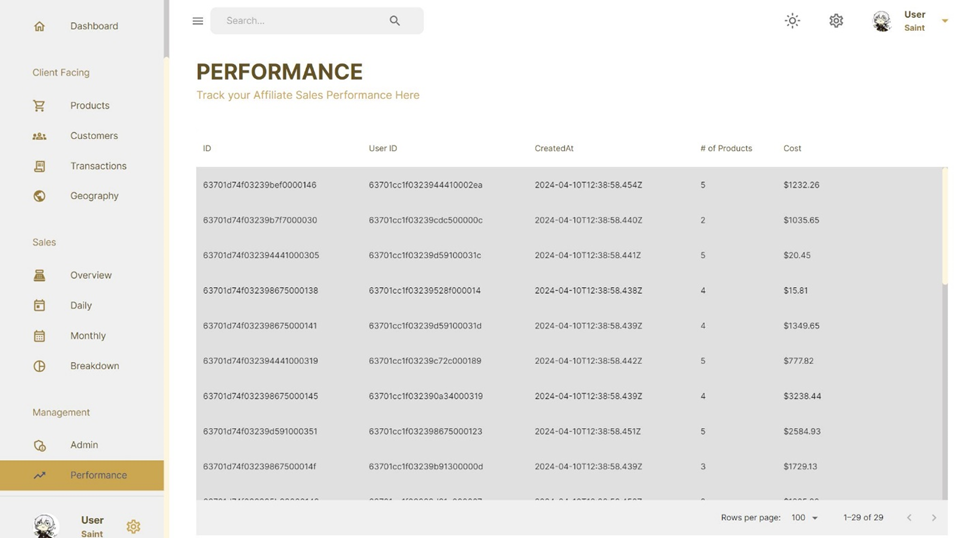 Dashboard
Client Facing
Products
Customers
Transactions
Geography
Sales
Overview
Daily
Monthly
Breakdown
Management
Admin
Performance
User
Saint
Search...
User
Saint
PERFORMANCE
Track your Affiliate Sales Performance Here
ID User ID CreatedAt # of Products Cost
63701d74f03239bef0000146 63701cc1f0323944410002ea 2024-04-10T12:38:58.454Z 5 $1232.26
63701d74f03239b7f7000030 63701cc1f03239cdc500000c 2024-04-10T12:38:58.440Z 2 $1035.65
63701d74f032394441000305 63701cc1f03239d59100031c 2024-04-10T12:38:58.441Z 5 $20.45
63701d74f032398675000138 63701cc1f03239528f000014 2024-04-10T12:38:58.438Z 4 $15.81
63701d74f032398675000141 63701cc1f03239d59100031d 2024-04-10T12:38:58.439Z 4 $1349.65
63701d74f032394441000319 63701cc1f03239c72c000189 2024-04-10T12:38:58.442Z 5 $777.82
63701d74f032398675000145 63701cc1f032390a34000319 2024-04-10T12:38:58.439Z 4 $3238.44
63701d74f03239d591000351 63701cc1f032398675000123 2024-04-10T12:38:58.451Z 5 $2584.93
63701d74f03239867500014f 63701cc1f03239b91300000d 2024-04-10T12:38:58.439Z 3 $1729.13
Rows per page: 100 1–29 of 29